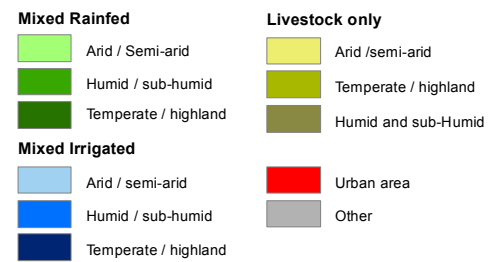 Mixed Rainfed
Arid / Semi-arid
Humid / sub-humid
Temperate / highland
Mixed Irrigated
Arid / semi-arid
Humid / sub-humid
Temperate / highland
Livestock only
Arid /semi-arid
Temperate / highland
Humid and sub-Humid
Urban area
Other